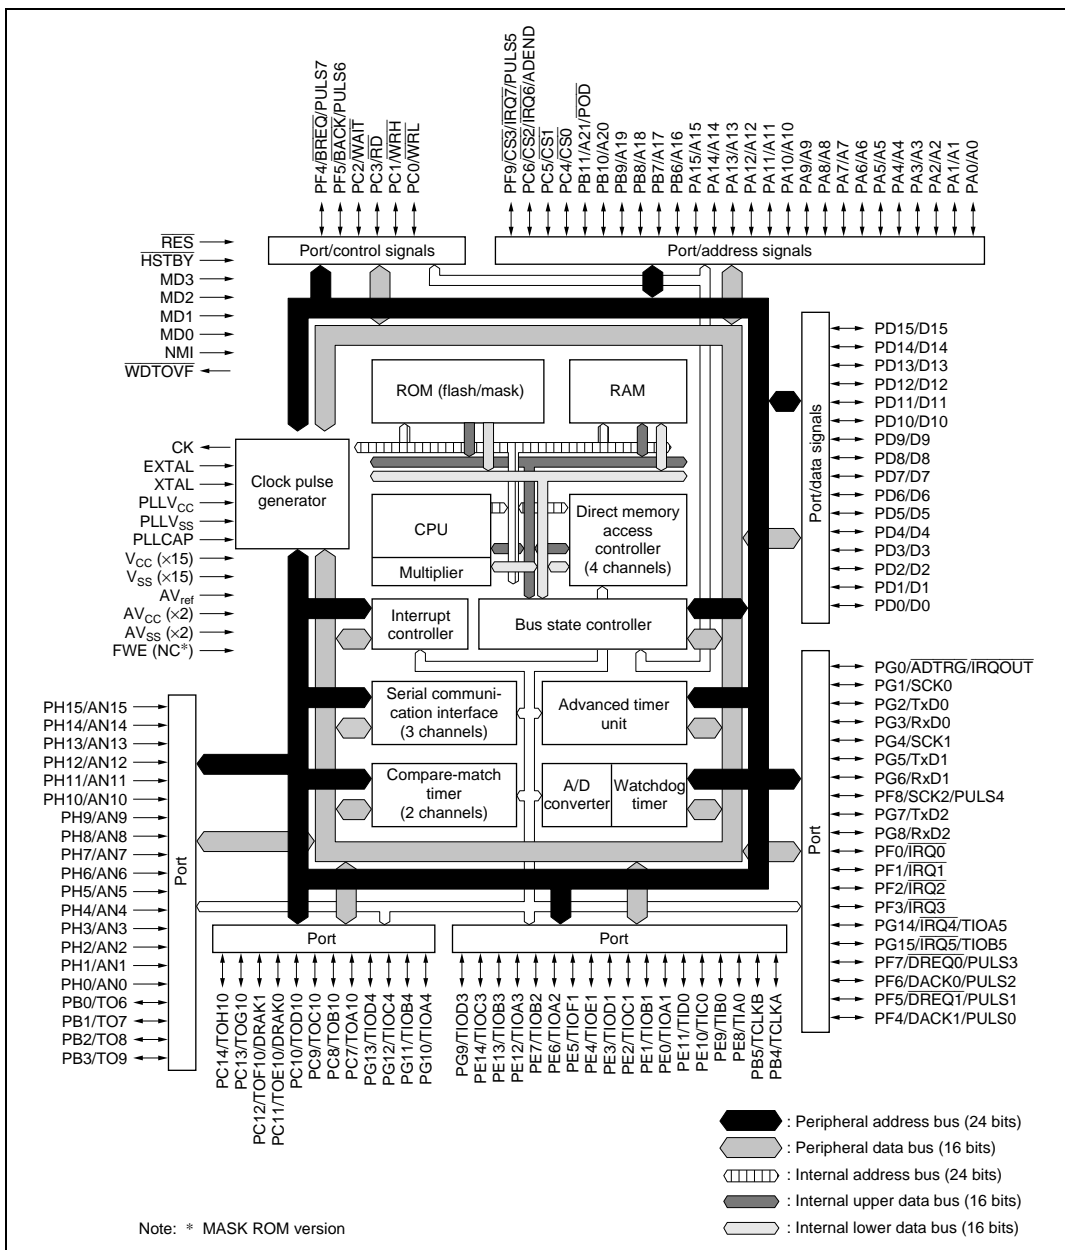 PF4/BREQ/PULS7
PF5/BACK/PULS6
PC2/WAIT
PC3/RD
PC1/WRH
PC0/WRL
PF9/CS3/IRQ7/PULS5
PC6/CS2/IRQ6/ADEND
PC5/CS1
PC4/CS0
PB11/A21/POD
PB10/A20
PB9/A19
PB8/A18
PB7/A17
PB6/A16
PA15/A15
PA14/A14
PA13/A13
PA12/A12
PA11/A11
PA10/A10
PA9/A9
PA8/A8
PA7/A7
PA6/A6
PA5/A5
PA4/A4
PA3/A3
PA2/A2
PA1/A1
PA0/A0
Port/control signals
Port/address signals
RES
HSTBY
MD3
MD2
MD1
MD0
NMI
WDTOVF
CK
EXTAL
XTAL
PLLVCC
PLLVSS
PLLCAP
VCC (×15)
VSS (×15)
AVref
AVCC (×2)
AVSS (×2)
FWE (NC*)
Clock pulse
generator
ROM (flash/mask)
RAM
CPU
Multiplier
Direct memory
access
controller
(4 channels)
Interrupt
controller
Bus state controller
Serial communi-
cation interface
(3 channels)
Advanced timer
unit
Compare-match
timer
(2 channels)
A/D
converter
Watchdog
timer
Port/data signals
PD15/D15
PD14/D14
PD13/D13
PD12/D12
PD11/D11
PD10/D10
PD9/D9
PD8/D8
PD7/D7
PD6/D6
PD5/D5
PD4/D4
PD3/D3
PD2/D2
PD1/D1
PD0/D0
Port
PG0/ADTRG/IRQOUT
PG1/SCK0
PG2/TxD0
PG3/RxD0
PG4/SCK1
PG5/TxD1
PG6/RxD1
PF8/SCK2/PULS4
PG7/TxD2
PG8/RxD2
PF0/IRQ0
PF1/IRQ1
PF2/IRQ2
PF3/IRQ3
PG14/IRQ4/TIOA5
PG15/IRQ5/TIOB5
PF7/DREQ0/PULS3
PF6/DACK0/PULS2
PF5/DREQ1/PULS1
PF4/DACK1/PULS0
PH15/AN15
PH14/AN14
PH13/AN13
PH12/AN12
PH11/AN11
PH10/AN10
PH9/AN9
PH8/AN8
PH7/AN7
PH6/AN6
PH5/AN5
PH4/AN4
PH3/AN3
PH2/AN2
PH1/AN1
PH0/AN0
PB0/TO6
PB1/TO7
PB2/TO8
PB3/TO9
Port
Port
Port
PC14/TOH10
PC13/TOG10
PC12/TOF10/DRAK1
PC11/TOE10/DRAK0
PC10/TOD10
PC9/TOC10
PC8/TOB10
PC7/TOA10
PG13/TIOD4
PG12/TIOC4
PG11/TIOB4
PG10/TIOA4
PG9/TIOD3
PE14/TIOC3
PE13/TIOB3
PE12/TIOA3
PE7/TIOB2
PE6/TIOA2
PE5/TIOF1
PE4/TIOE1
PE3/TIOD1
PE2/TIOC1
PE1/TIOB1
PE0/TIOA1
PE11/TID0
PE10/TIC0
PE9/TIB0
PE8/TIA0
PB5/TCLKB
PB4/TCLKA
: Peripheral address bus (24 bits)
: Peripheral data bus (16 bits)
: Internal address bus (24 bits)
: Internal upper data bus (16 bits)
: Internal lower data bus (16 bits)
Note: * MASK ROM version